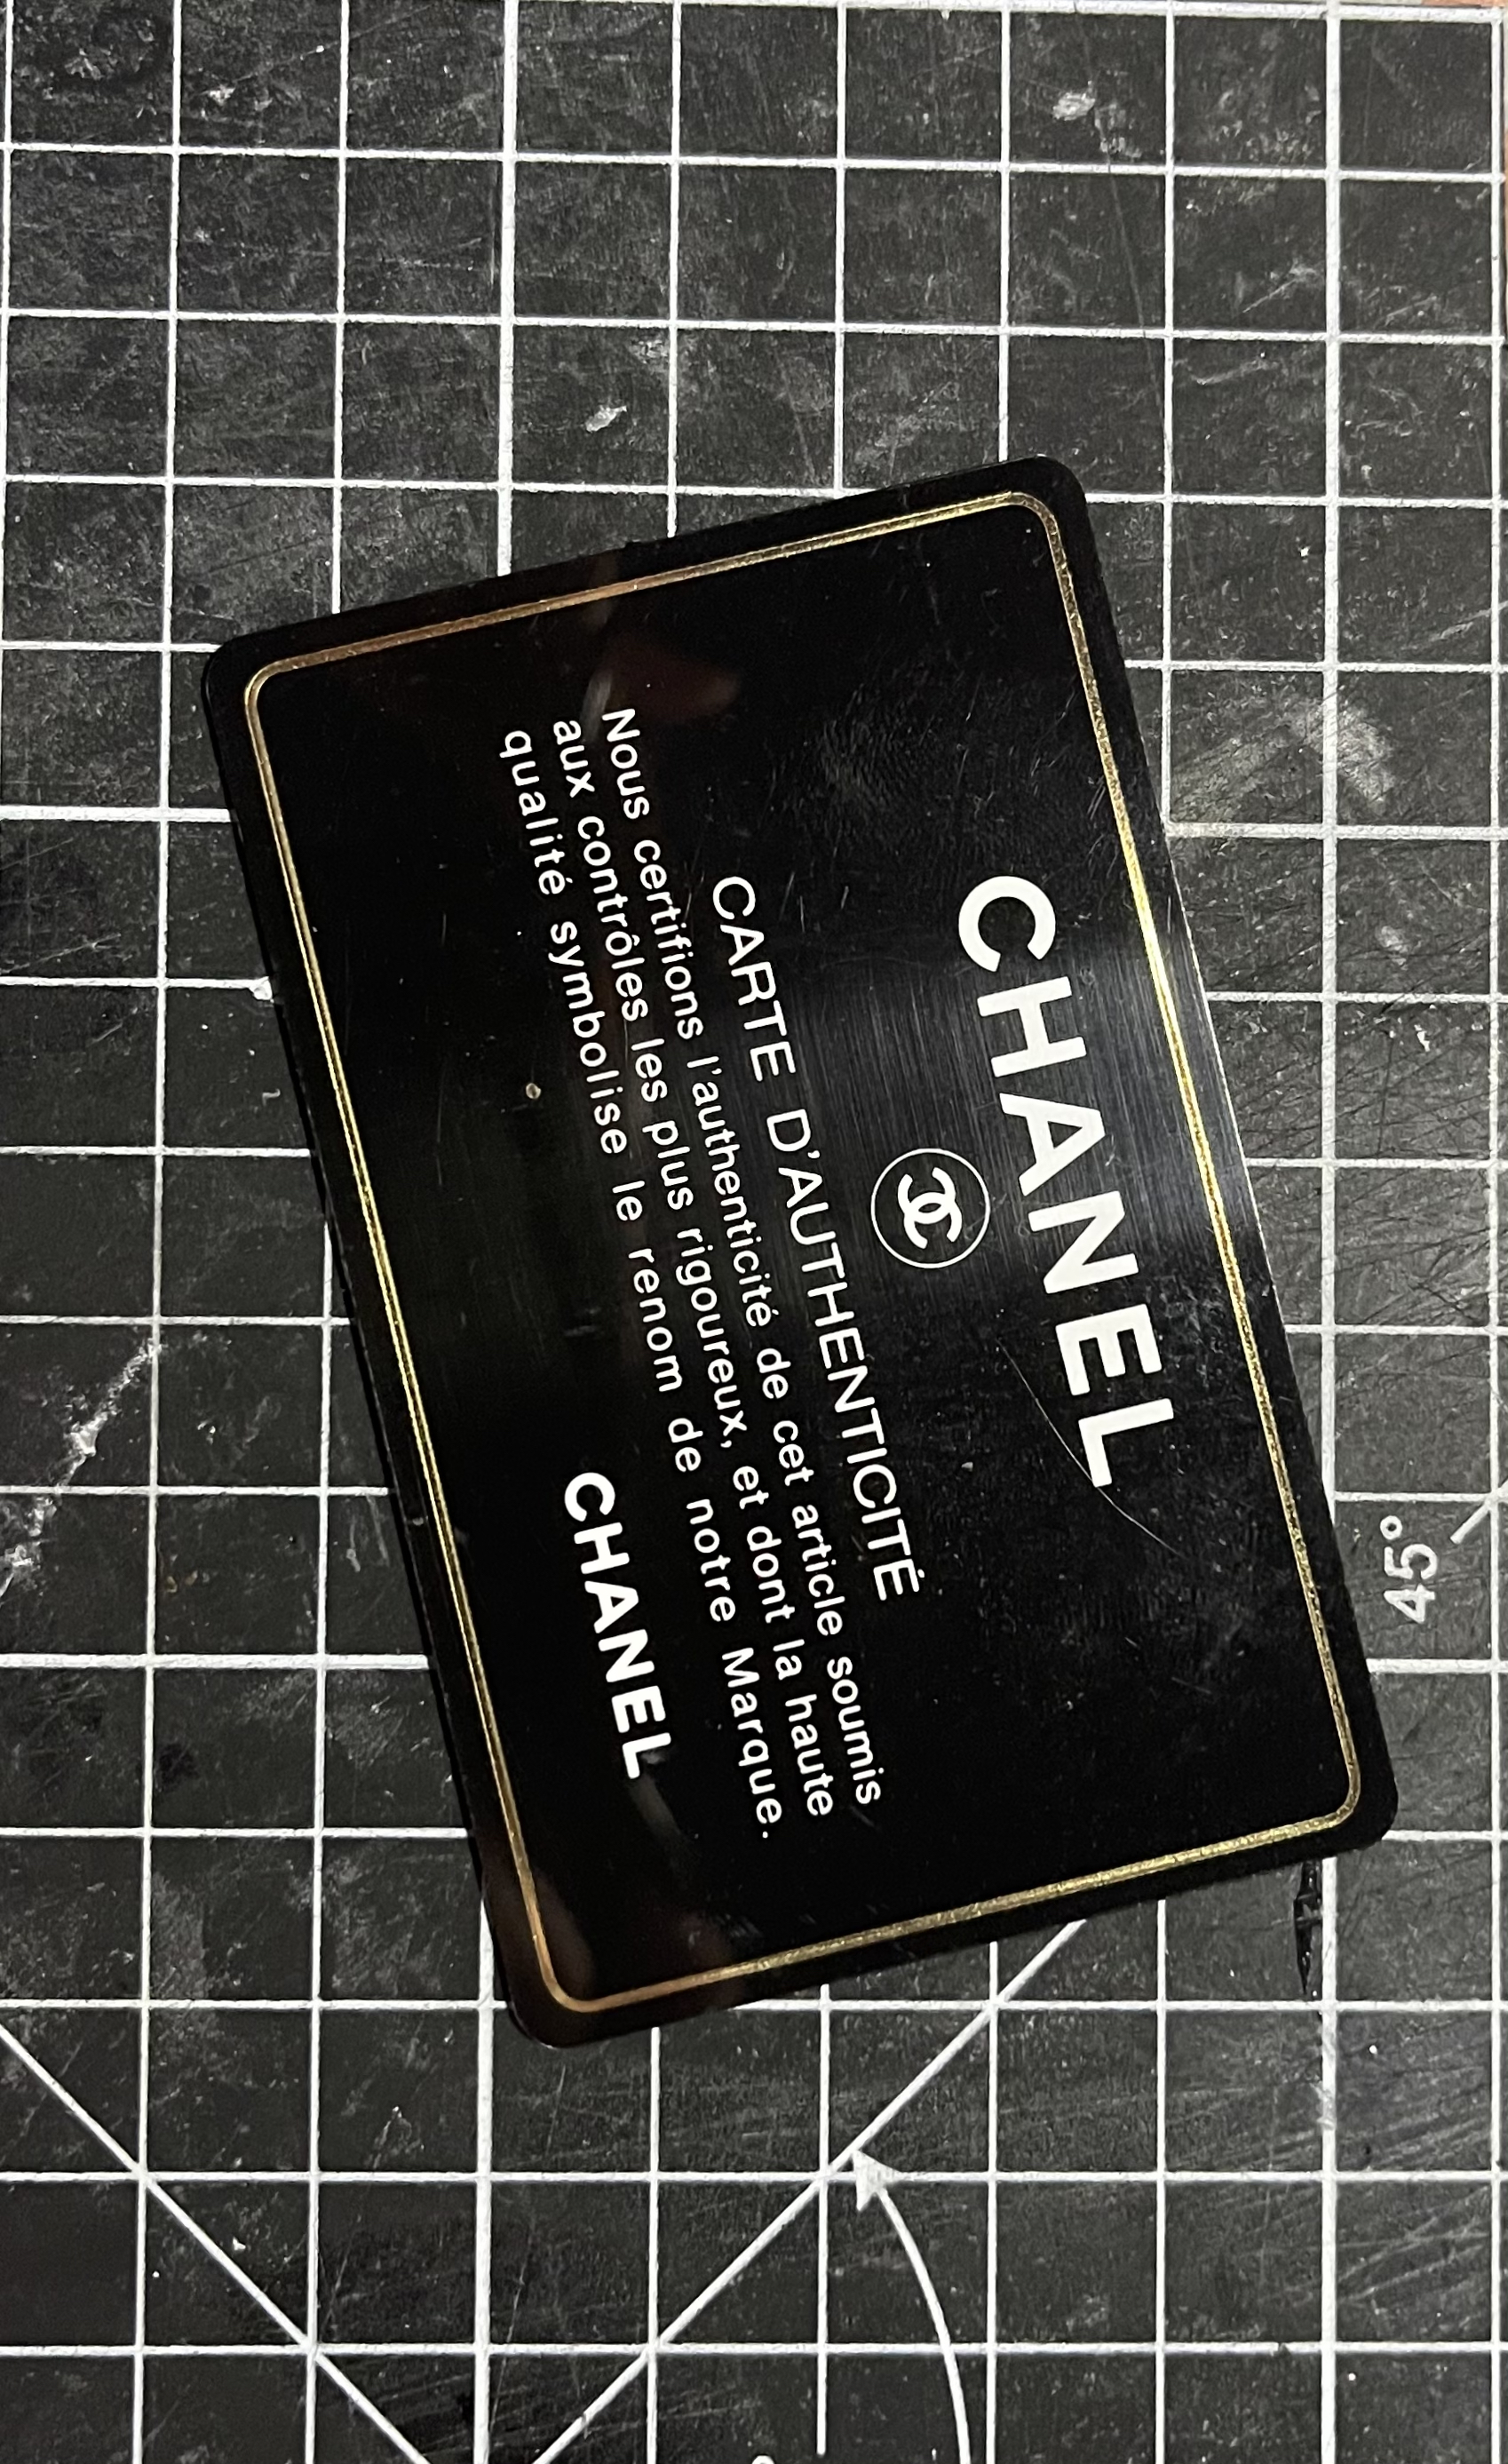 CHANEL
CARTE D'AUTHENTICITÉ
Nous certifions l'authenticité de cet article soumis
aux contrôles les plus rigoureux, et dont la haute
qualité symbolise le renom de notre Marque.
CHANEL
45°